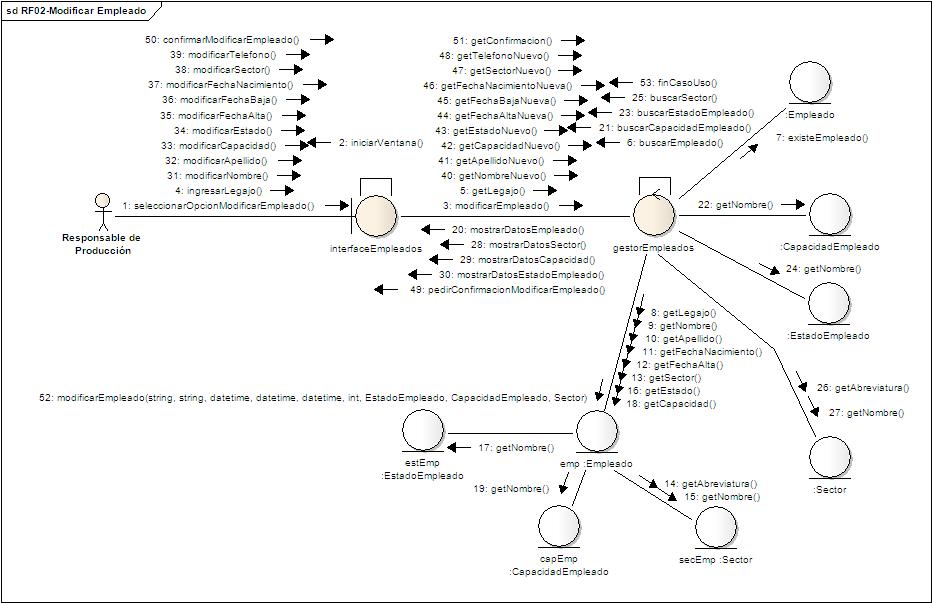 sd RF02-Modificar Empleado
50: confirmarModificarEmpleado()
39: modificarTelefono()
38: modificarSector()
37: modificarFechaNacimiento()
36: modificarFechaBaja()
35: modificarFechaAlta()
34: modificarEstado()
33: modificarCapacidad()
32: modificarApellido()
31: modificarNombre()
4: ingresarLegajo()
1: seleccionarOpcionModificarEmpleado()
2: iniciarVentana()
51: getConfirmacion()
48: getTelefonoNuevo()
47: getSectorNuevo()
46: getFechaNacimientoNueva()
45: getFechaBajaNueva()
44: getFechaAltaNueva()
43: getEstadoNuevo()
42: getCapacidadNuevo()
41: getApellidoNuevo()
40: getNombreNuevo()
5: getLegajo()
3: modificarEmpleado()
53: finCasoUso()
25: buscarSector()
23: buscarEstadoEmpleado()
21: buscarCapacidadEmpleado()
6: buscarEmpleado()
:Empleado
7: existeEmpleado()
22: getNombre()
:CapacidadEmpleado
Responsable de
Producción
interfaceEmpleados
gestorEmpleados
20: mostrarDatosEmpleado()
28: mostrarDatosSector()
29: mostrarDatosCapacidad()
30: mostrarDatosEstadoEmpleado()
49: pedirConfirmacionModificarEmpleado()
24: getNombre()
:EstadoEmpleado
8: getLegajo()
9: getNombre()
10: getApellido()
11: getFechaNacimiento()
12: getFechaAlta()
13: getSector()
16: getEstado()
18: getCapacidad()
26: getAbreviatura()
27: getNombre()
:Sector
52: modificarEmpleado(string, string, datetime, datetime, datetime, int, EstadoEmpleado, CapacidadEmpleado, Sector)
17: getNombre()
estEmp
:EstadoEmpleado
emp :Empleado
19: getNombre()
14: getAbreviatura()
15: getNombre()
capEmp
:CapacidadEmpleado
secEmp :Sector